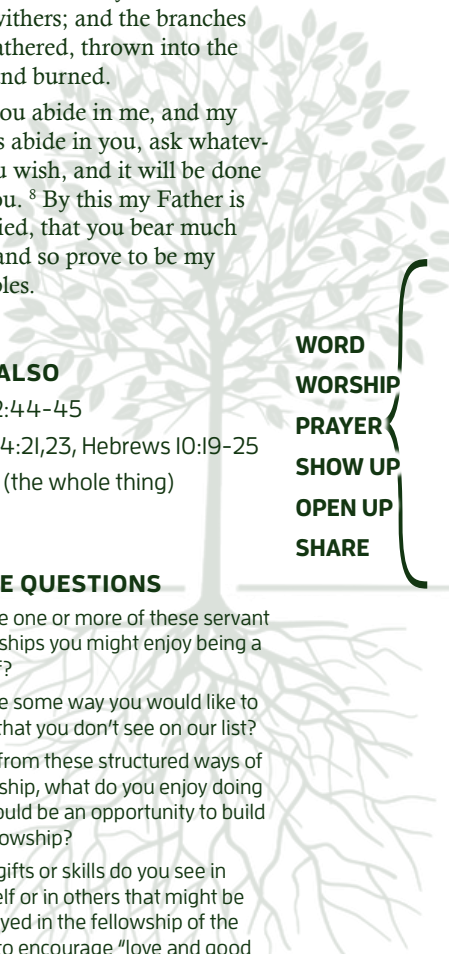 withers; and the branches
athered, thrown into the
nd burned.
ou abide in me, and my
s abide in you, ask whatev-
u wish, and it will be done
ou. ⁸ By this my Father is
ied, that you bear much
and so prove to be my
les.
ALSO
2:44-45
4:21,23, Hebrews 10:19-25
(the whole thing)
WORD
WORSHIP
PRAYER
SHOW UP
OPEN UP
SHARE
E QUESTIONS
e one or more of these servant
ships you might enjoy being a
f?
e some way you would like to
that you don't see on our list?
from these structured ways of
ship, what do you enjoy doing
ould be an opportunity to build
lowship?
gifts or skills do you see in
elf or in others that might be
yed in the fellowship of the
to encourage "love and good